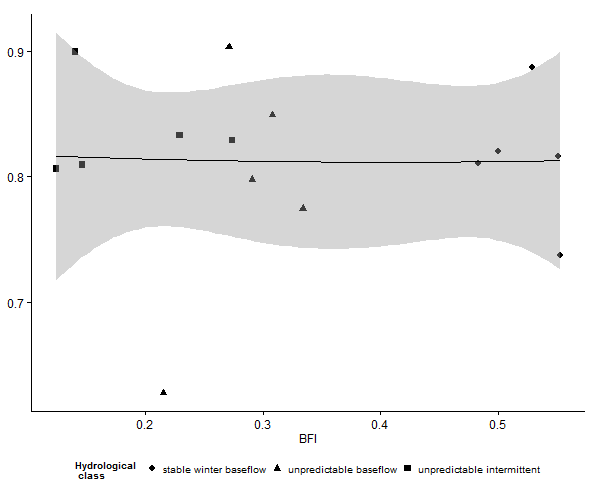 0.9
0.8
0.7
0.2 0.3 0.4 0.5
BFI
Hydrological
class
stable winter baseflow unpredictable baseflow unpredictable intermittent